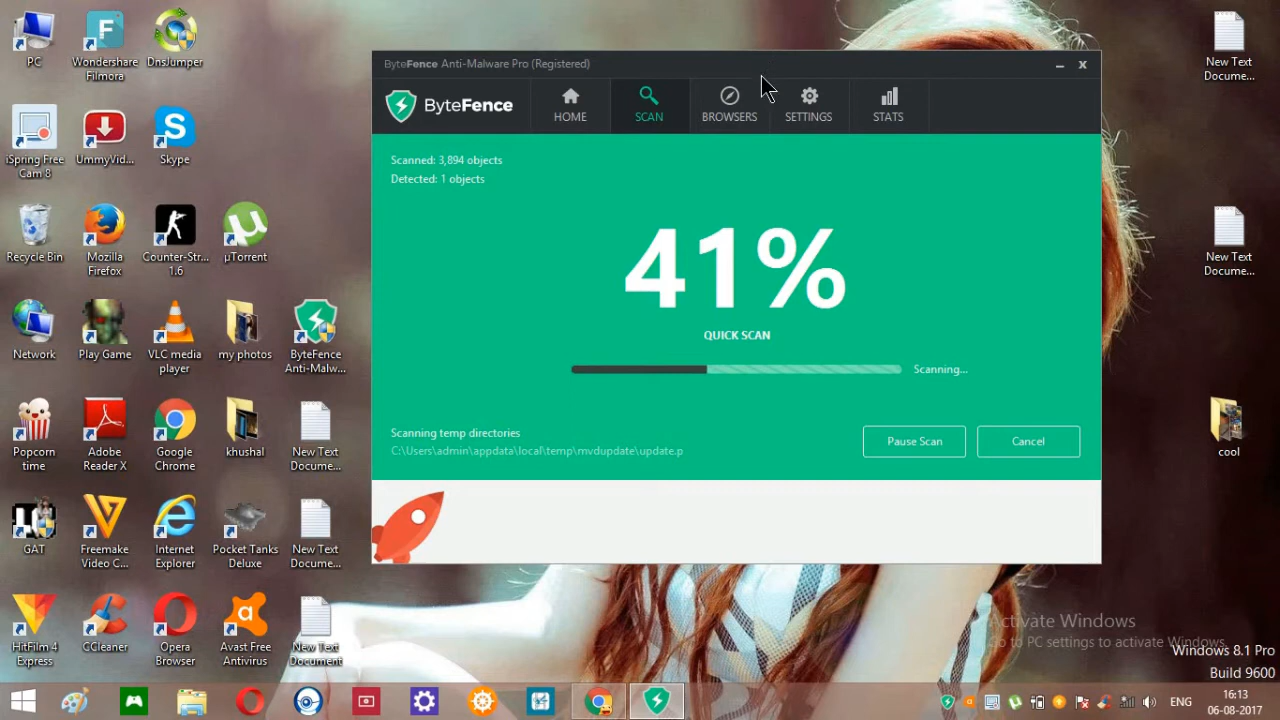 PC
Wondershare
Filmora
DnsJumper
iSpring Free
Cam 8
UmmyVid...
Skype
Recycle Bin
Mozilla
Firefox
Counter-Str...
1.6
µTorrent
Network
Play Game
VLC media
player
my photos
ByteFence
Anti-Malw...
Popcorn
time
Adobe
Reader X
Google
Chrome
khushal
New Text
Docume...
GAT
Freemake
Video C...
Internet
Explorer
Pocket Tanks
Deluxe
New Text
Docume...
HitFilm 4
Express
CCleaner
Opera
Browser
Avast Free
Antivirus
New Text
Document
ByteFence Anti-Malware Pro (Registered)
ByteFence
HOME
SCAN
BROWSERS
SETTINGS
STATS
Scanned: 3,894 objects
Detected: 1 objects
41%
QUICK SCAN
Scanning...
Scanning temp directories
C:\Users\admin\appdata\local\temp\mvdupdate\update.p
Pause Scan
Cancel
New Text
Docume...
New Text
Docume...
cool
Activate Windows
Go to PC settings to activate Windows.
Windows 8.1 Pro
Build 9600
ENG
16:13
06-08-2017